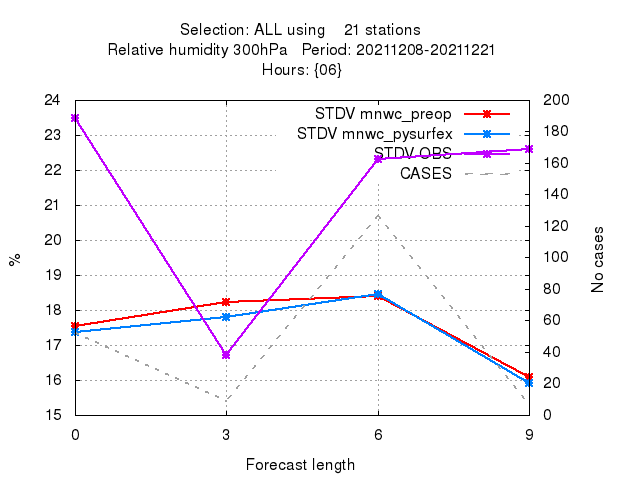 Selection: ALL using 21 stations
Relative humidity 300hPa Period: 20211208-20211221
Hours: {06}
STDV mnwc_preop
STDV mnwc_pysurfex
STDV OBS
CASES
24
23
22
21
20
19
18
17
16
15
200
180
160
140
120
100
80
60
40
20
0
%
No cases
0 3 6 9
Forecast length